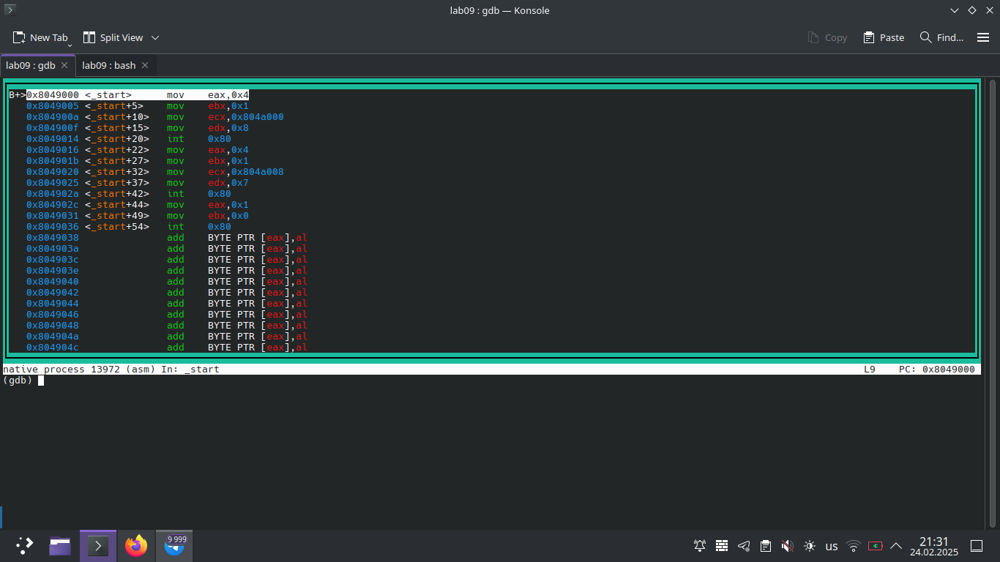 lab09 : gdb — Konsole
New Tab Split View Copy Paste Find...
lab09 : gdb lab09 : bash
B+>0x8049000 <_start> mov eax,0x4
0x8049005 <_start+5> mov ebx,0x1
0x804900a <_start+10> mov ecx,0x804a000
0x804900f <_start+15> mov edx,0x8
0x8049014 <_start+20> int 0x80
0x8049016 <_start+22> mov eax,0x4
0x804901b <_start+27> mov ebx,0x1
0x8049020 <_start+32> mov ecx,0x804a008
0x8049025 <_start+37> mov edx,0x7
0x804902a <_start+42> int 0x80
0x804902c <_start+44> mov eax,0x1
0x8049031 <_start+49> mov ebx,0x0
0x8049036 <_start+54> int 0x80
0x8049038 add BYTE PTR [eax],al
0x804903a add BYTE PTR [eax],al
0x804903c add BYTE PTR [eax],al
0x804903e add BYTE PTR [eax],al
0x8049040 add BYTE PTR [eax],al
0x8049042 add BYTE PTR [eax],al
0x8049044 add BYTE PTR [eax],al
0x8049046 add BYTE PTR [eax],al
0x8049048 add BYTE PTR [eax],al
0x804904a add BYTE PTR [eax],al
0x804904c add BYTE PTR [eax],al
native process 13972 (asm) In: _start L9 PC: 0x8049000
(gdb)
9 999
us
21:31
24.02.2025